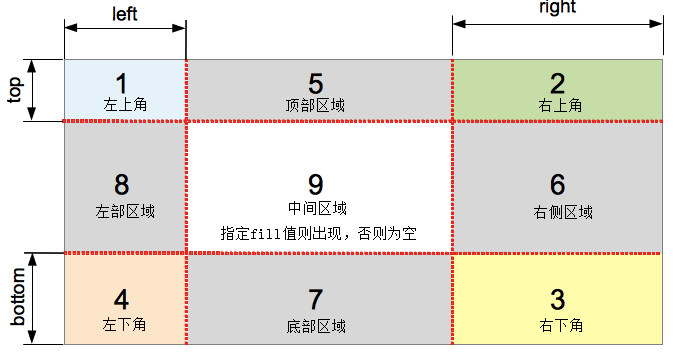 left
right
top
1
左上角
5
顶部区域
2
右上角
8
左部区域
9
中间区域
指定fill值则出现，否则为空
6
右侧区域
bottom
4
左下角
7
底部区域
3
右下角